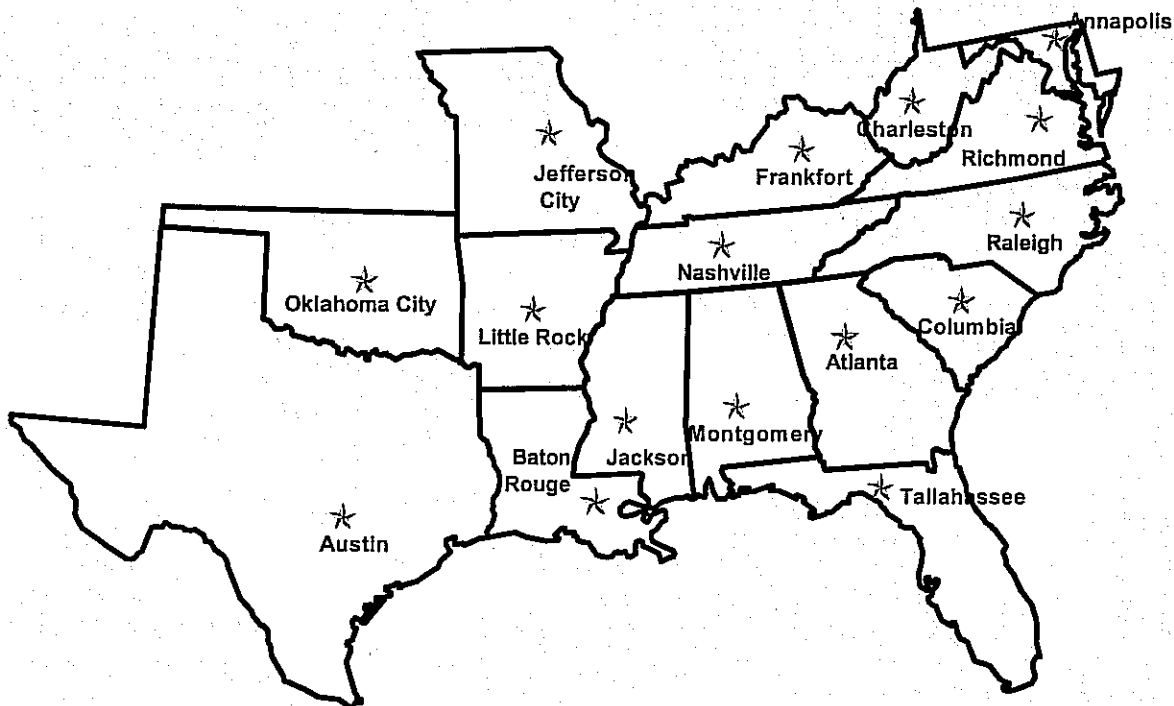 Annapolis
Charleston
Richmond
Jefferson
City
Frankfort
Raleigh
Nashville
Oklahoma City
Little Rock
Columbia
Atlanta
Montgomery
Baton
Rouge
Jackson
Tallahassee
Austin